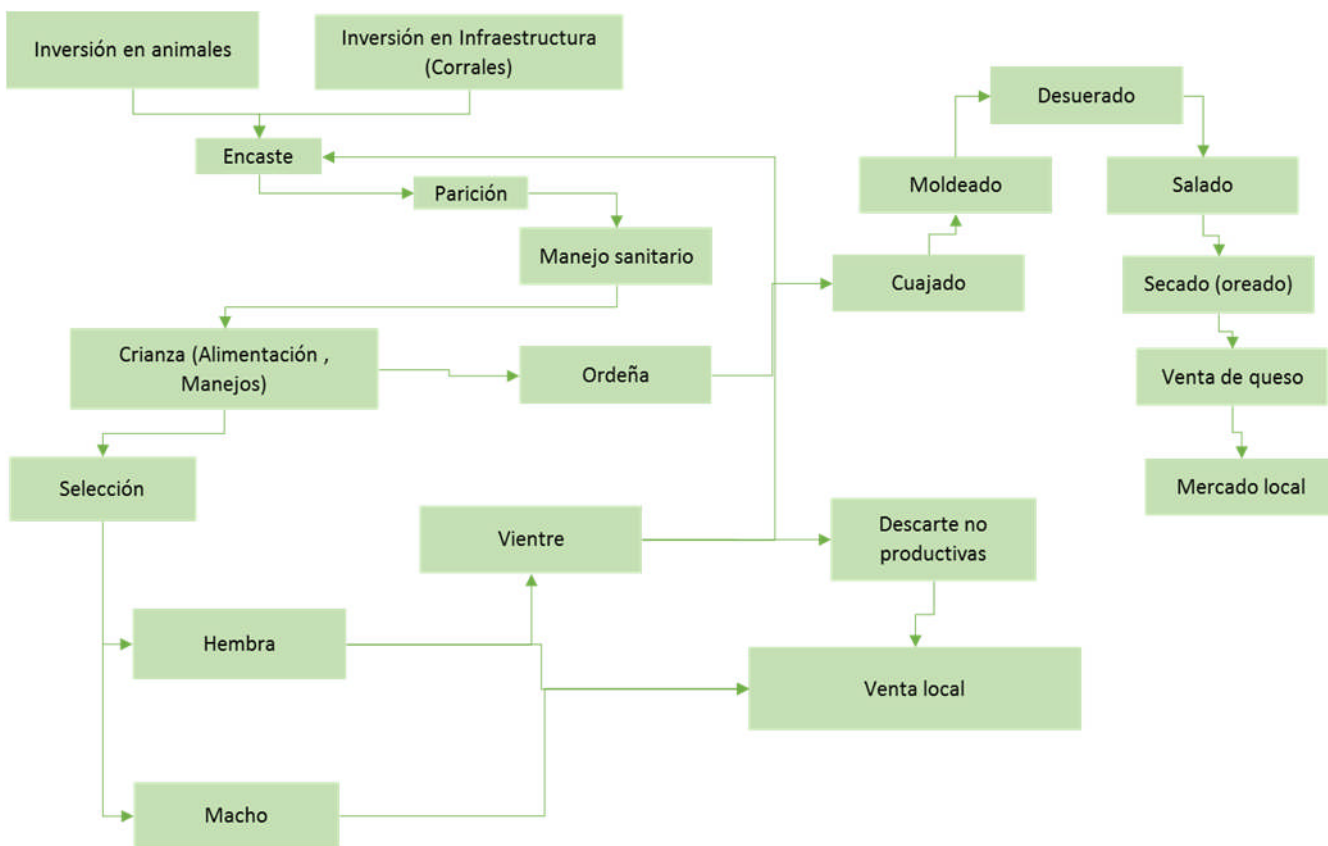 Inversión en animales
Inversión en Infraestructura
(Corrales)
Encaste
Parición
Manejo sanitario
Crianza (Alimentación ,
Manejos)
Ordeña
Selección
Hembra
Macho
Vientre
Descarte no
productivas
Venta local
Cuajado
Moldeado
Desuerado
Salado
Secado (oreado)
Venta de queso
Mercado local